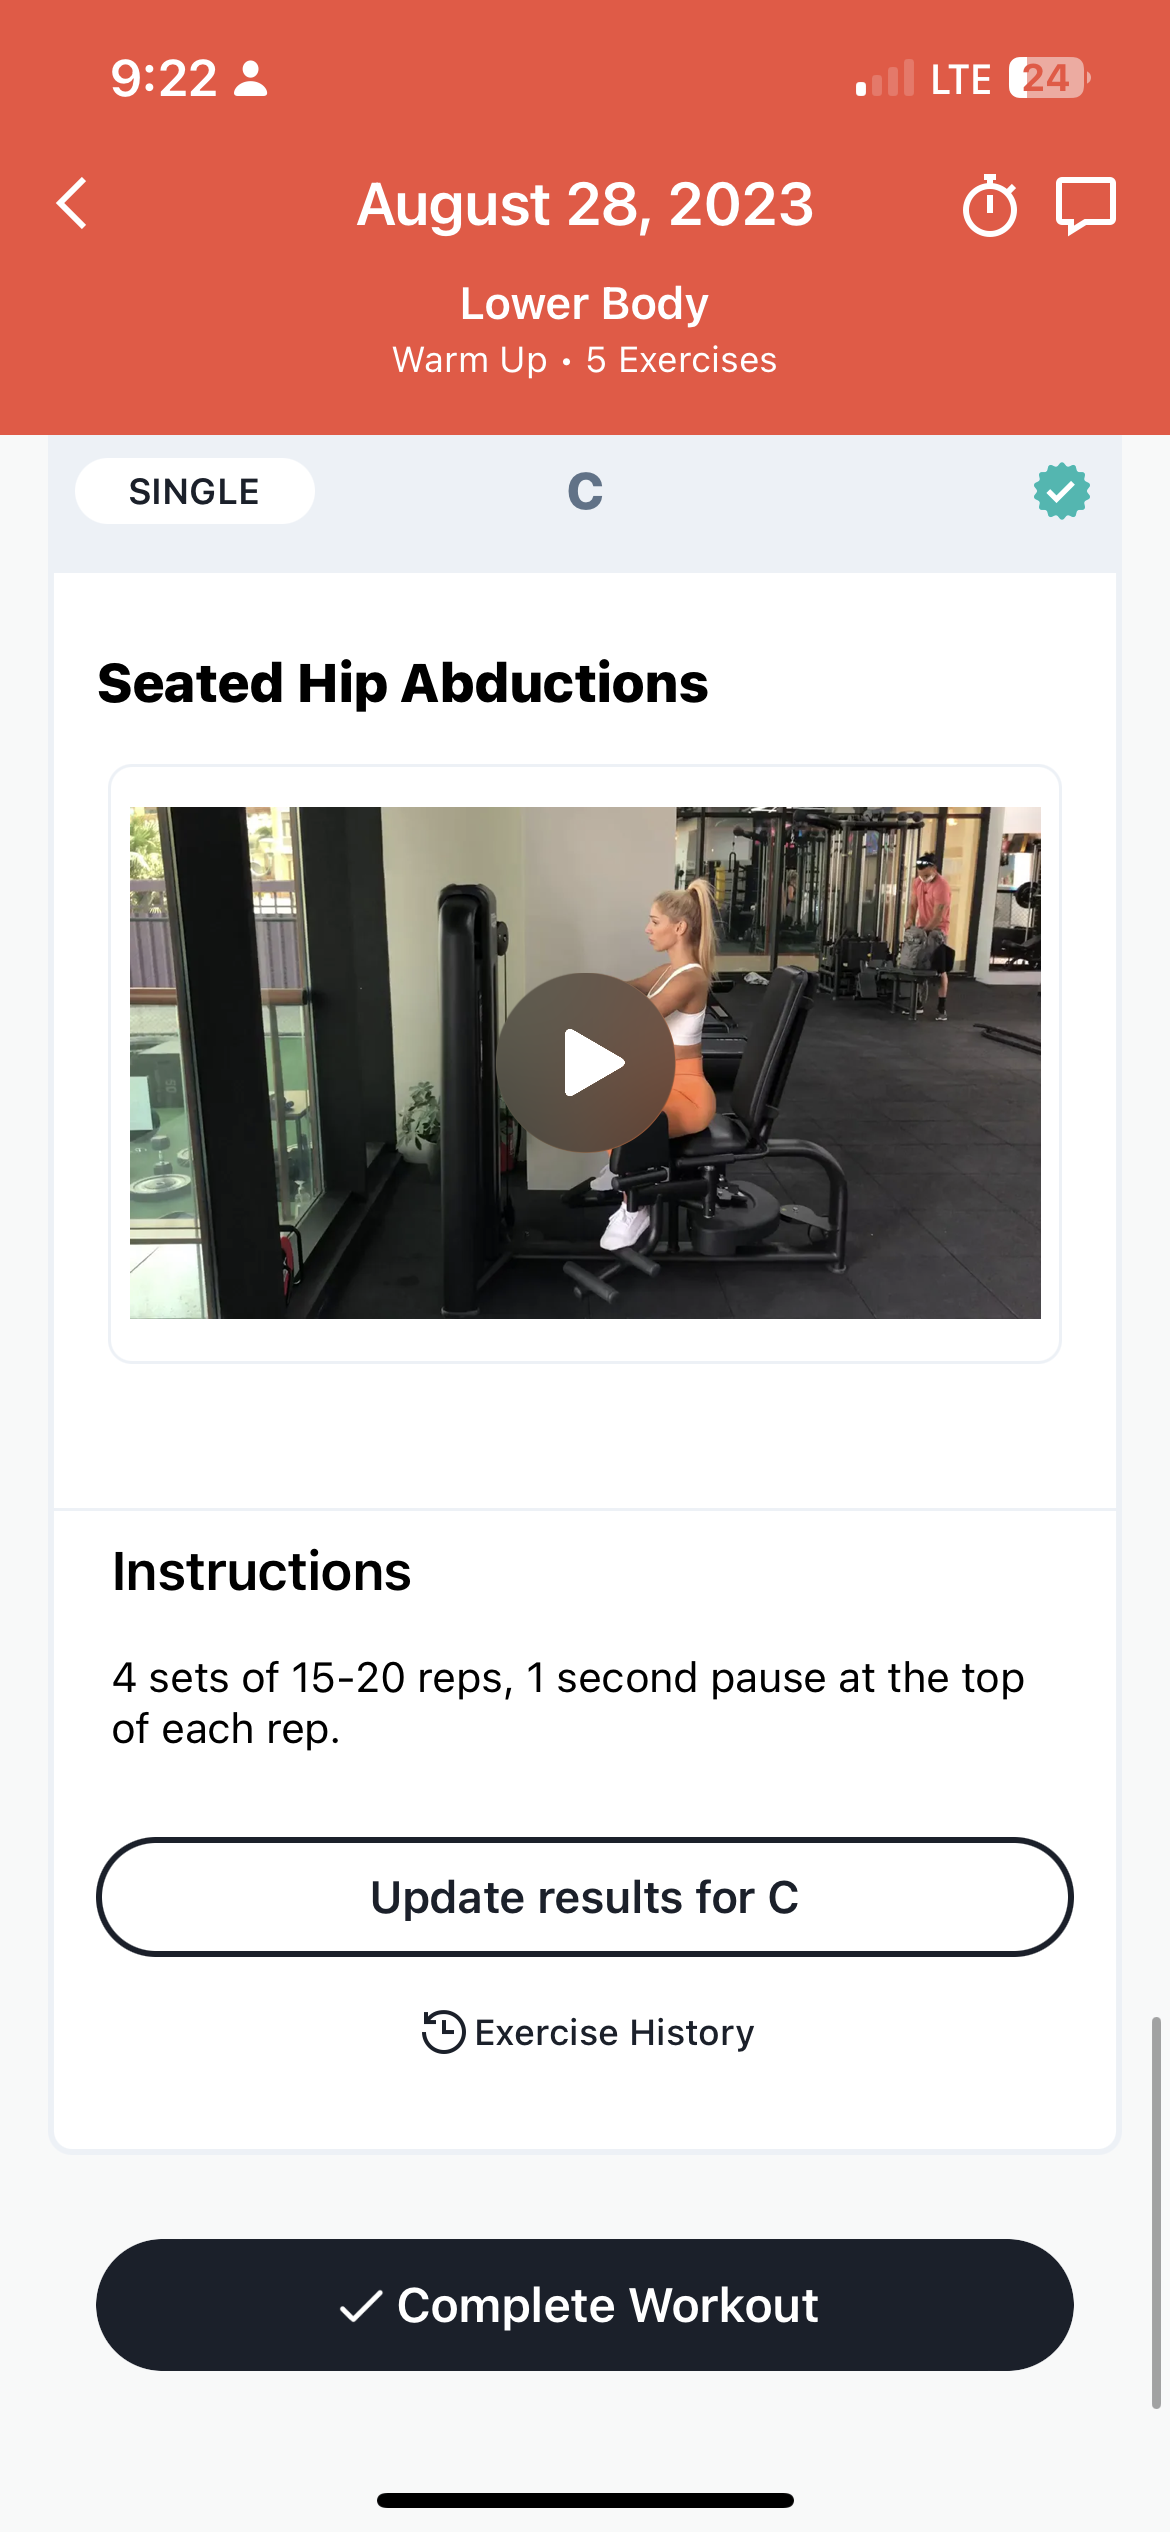 9:22
LTE 24
August 28, 2023
Lower Body
Warm Up • 5 Exercises
SINGLE
C
Seated Hip Abductions
Instructions
4 sets of 15-20 reps, 1 second pause at the top
of each rep.
Update results for C
Exercise History
Complete Workout